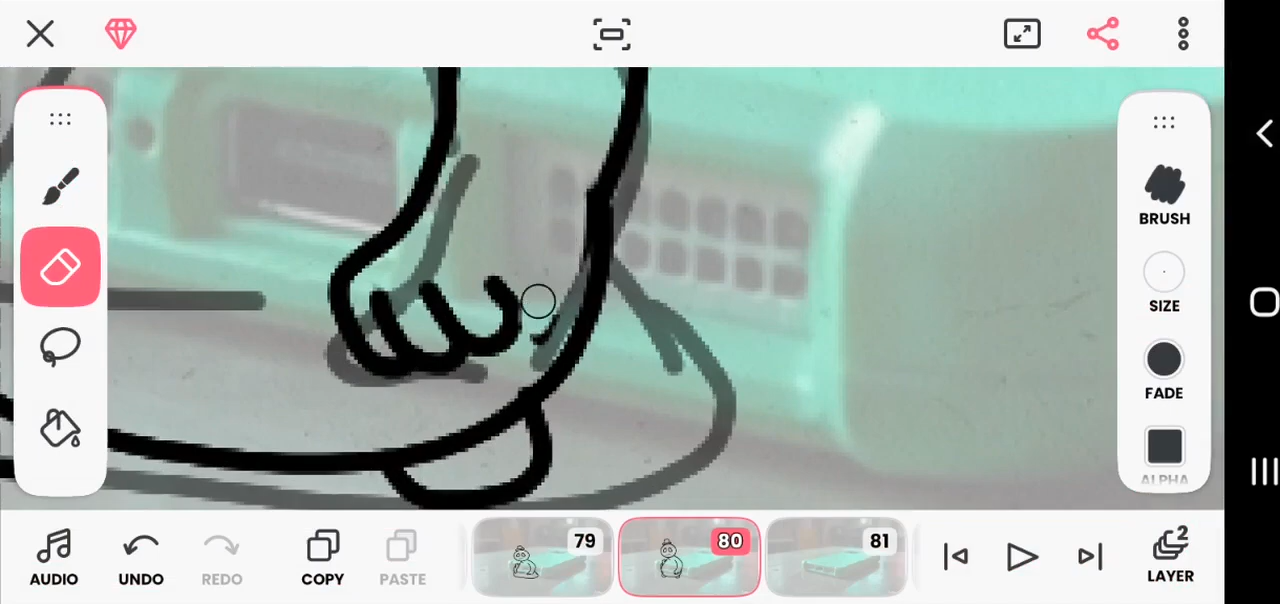 BRUSH
SIZE
FADE
ALPHA
AUDIO
UNDO
REDO
COPY
PASTE
79
80
81
LAYER
2